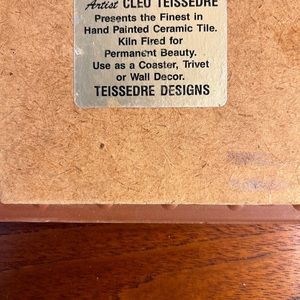 Artist CLEO TEISSEDRE
Presents the Finest in
Hand Painted Ceramic Tile.
Kiln Fired for
Permanent Beauty.
Use as a Coaster, Trivet
or Wall Decor.
TEISSEDRE DESIGNS